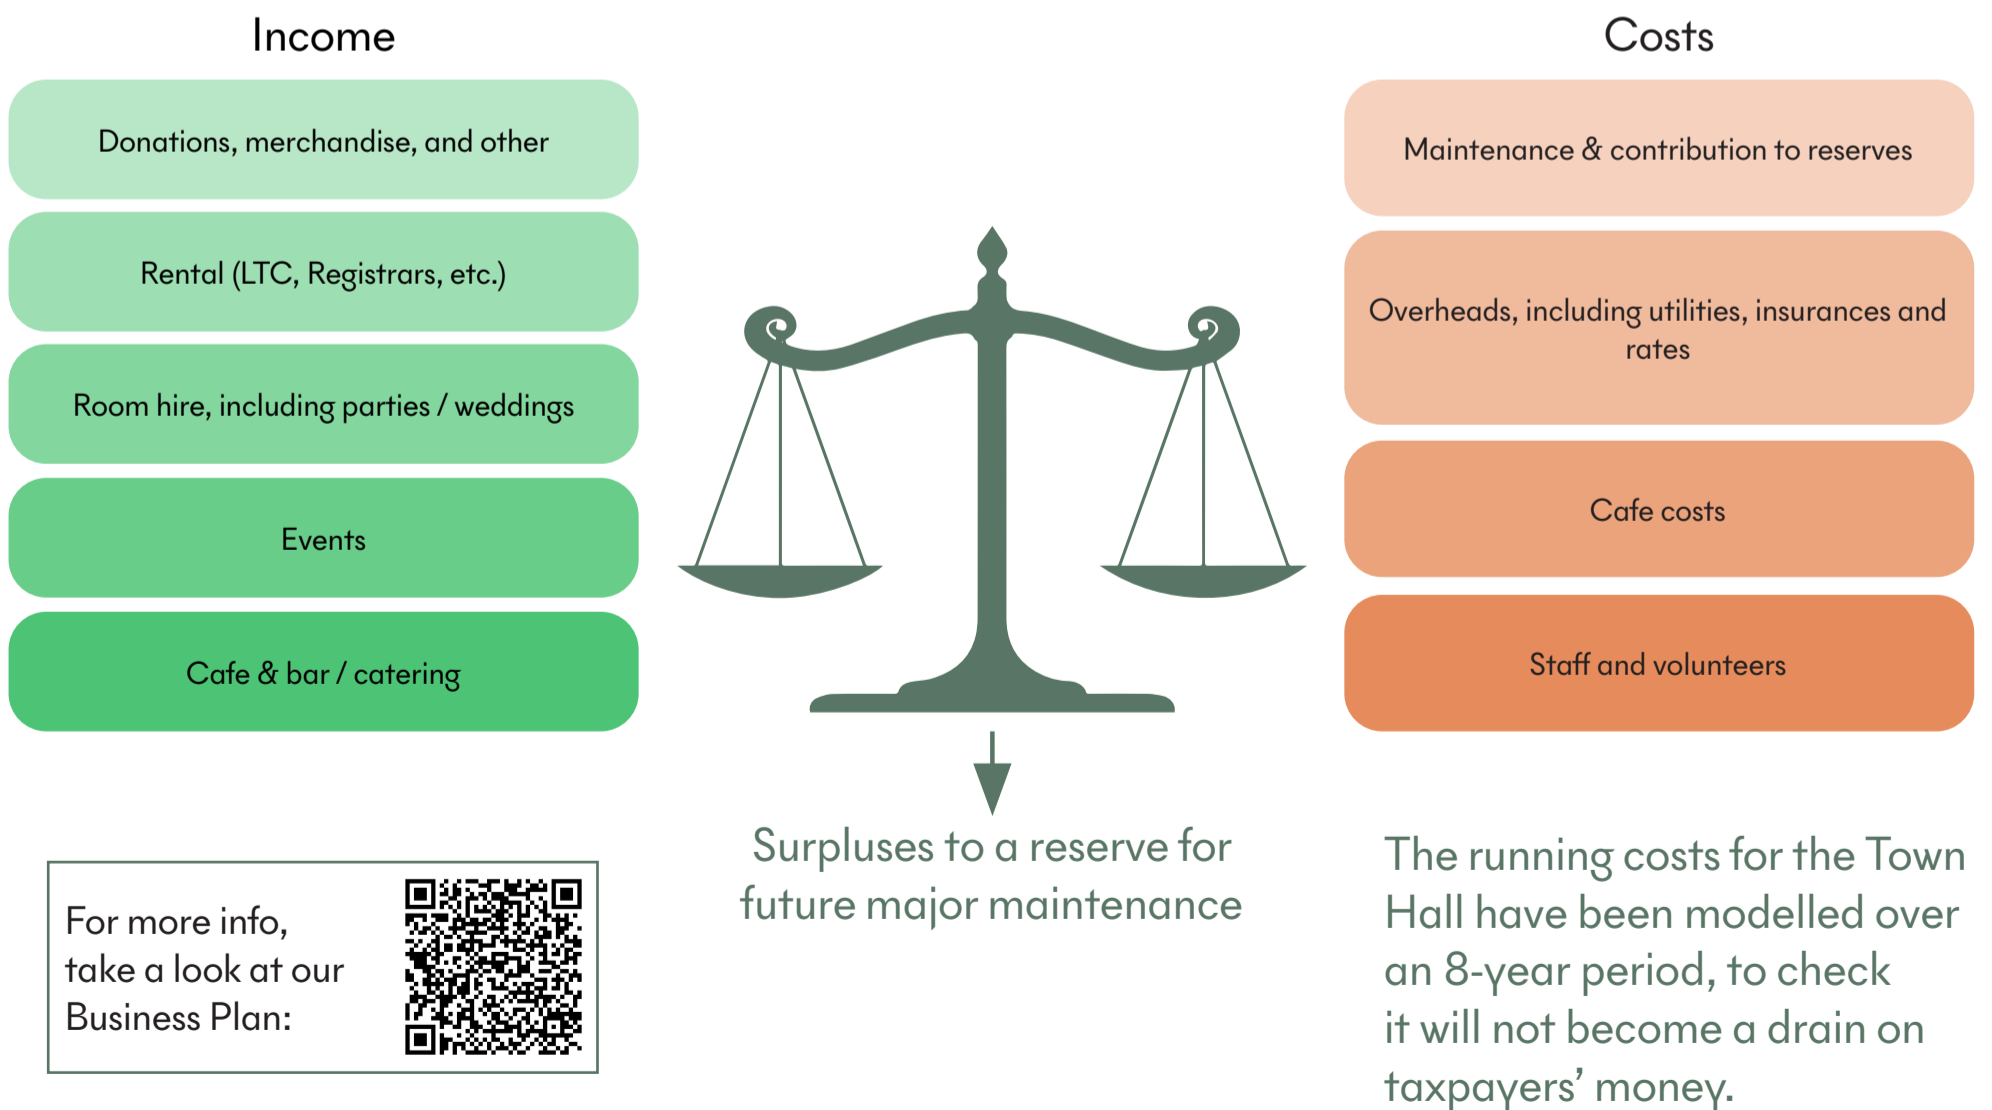 Income
Donations, merchandise, and other
Rental (LTC, Registrars, etc.)
Room hire, including parties / weddings
Events
Cafe & bar / catering
Costs
Maintenance & contribution to reserves
Overheads, including utilities, insurances and
rates
Cafe costs
Staff and volunteers
Surpluses to a reserve for
future major maintenance
For more info,
take a look at our
Business Plan:
The running costs for the Town
Hall have been modelled over
an 8-year period, to check
it will not become a drain on
taxpayers’ money.